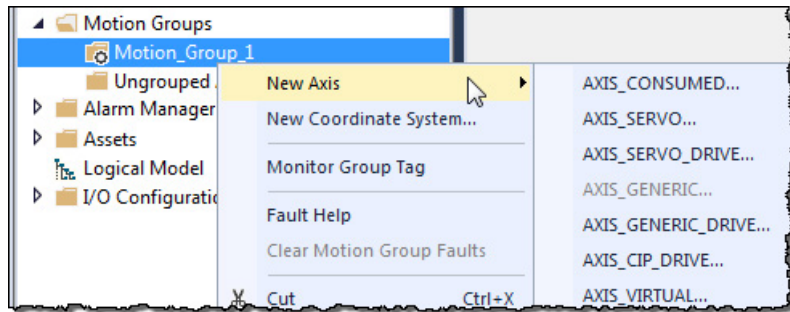 Motion Groups
Motion_Group_1
Ungrouped
Alarm Manager
Assets
Logical Model
I/O Configuratio
New Axis
New Coordinate System...
Monitor Group Tag
Fault Help
Clear Motion Group Faults
Cut Ctrl+X
AXIS_CONSUMED...
AXIS_SERVO...
AXIS_SERVO_DRIVE...
AXIS_GENERIC...
AXIS_GENERIC_DRIVE...
AXIS_CIP_DRIVE...
AXIS_VIRTUAL...